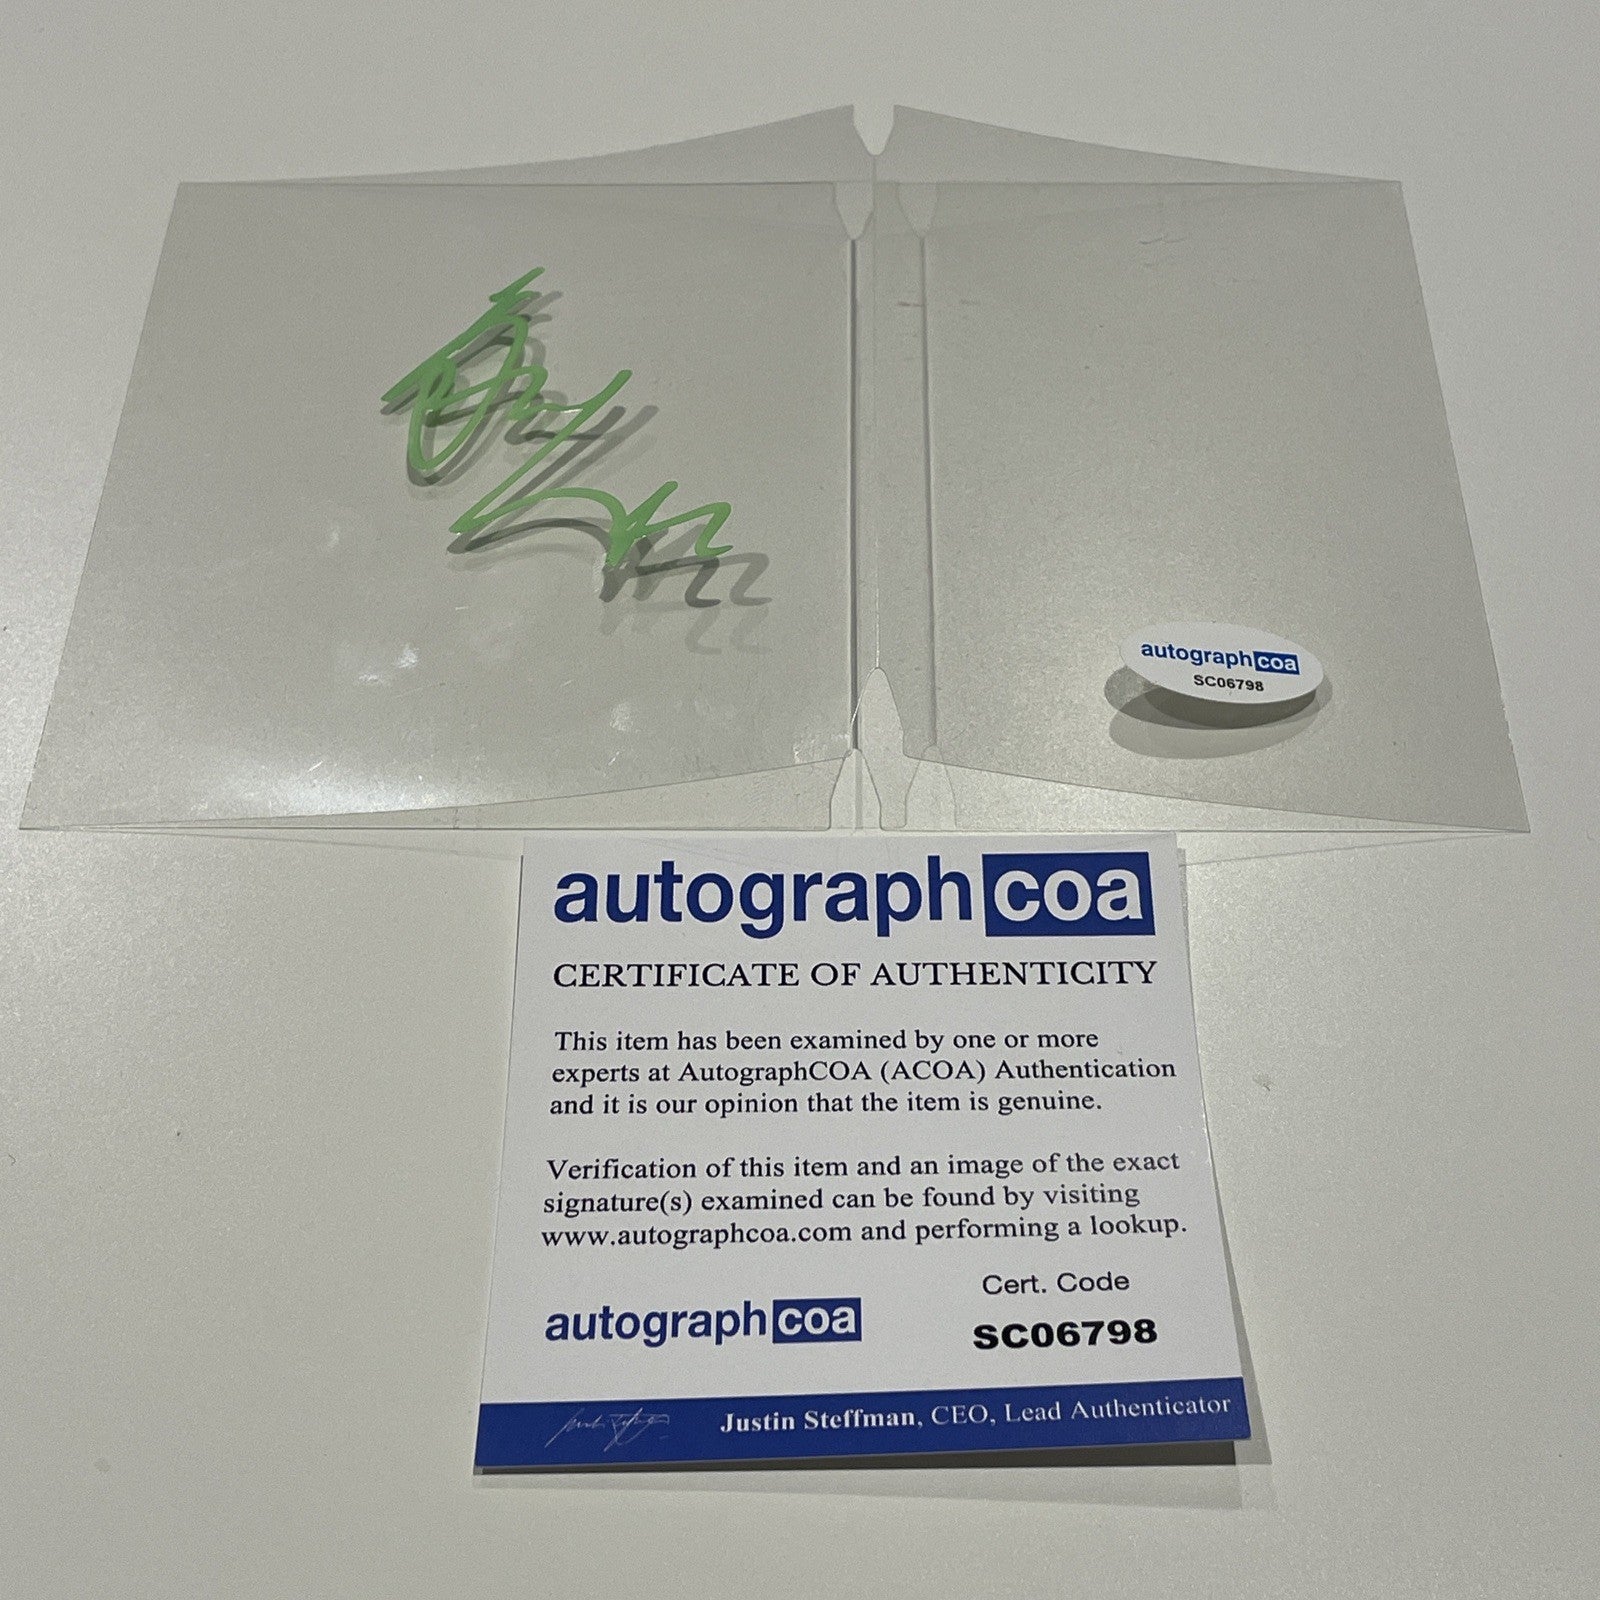 autographcoa
SC06798
autographcoa
CERTIFICATE OF AUTHENTICITY
This item has been examined by one or more
experts at AutographCOA (ACOA) Authentication
and it is our opinion that the item is genuine.
Verification of this item and an image of the exact
signature(s) examined can be found by visiting
www.autographcoa.com and performing a lookup.
Cert. Code
autographcoa
SC06798
Justin Steffman, CEO, Lead Authenticator